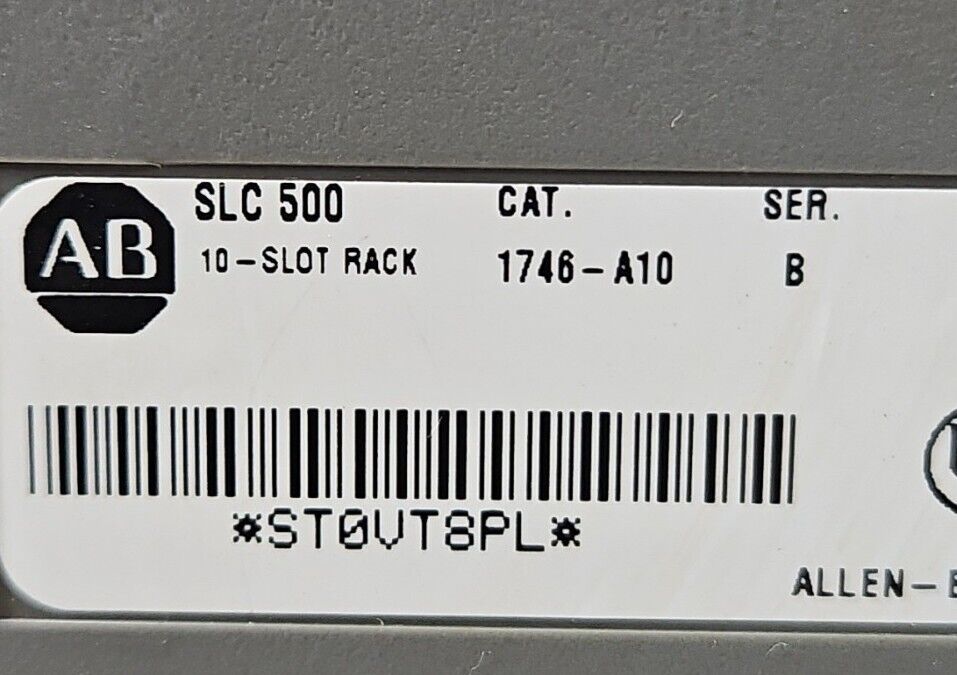 AB
SLC 500 CAT. SER.
10-SLOT RACK 1746-A10 B
*ST0VT8PL*
ALLEN-